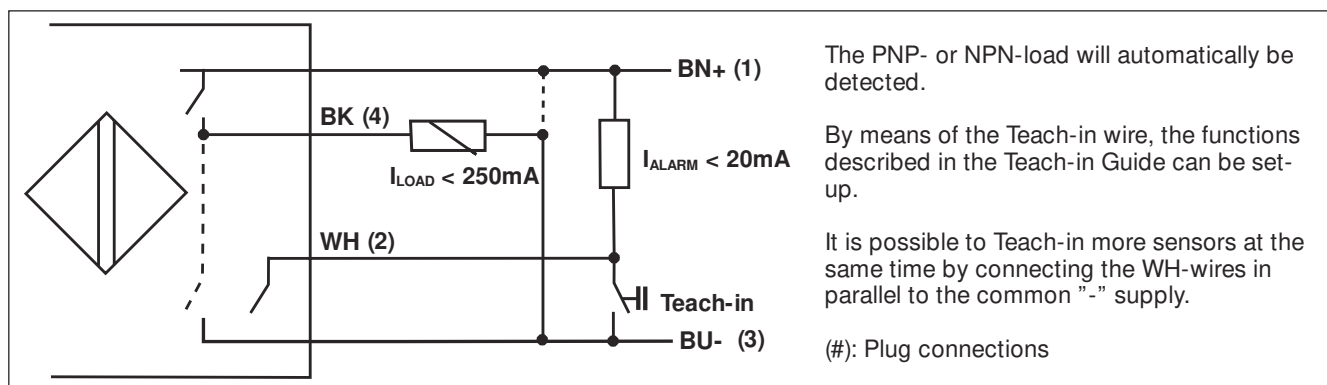 BN+ (1)
BK (4)
I LOAD < 250mA
I ALARM < 20mA
WH (2)
Teach-in
BU- (3)
The PNP- or NPN-load will automatically be
detected.
By means of the Teach-in wire, the functions
described in the Teach-in Guide can be set-
up.
It is possible to Teach-in more sensors at the
same time by connecting the WH-wires in
parallel to the common ”-” supply.
(#): Plug connections